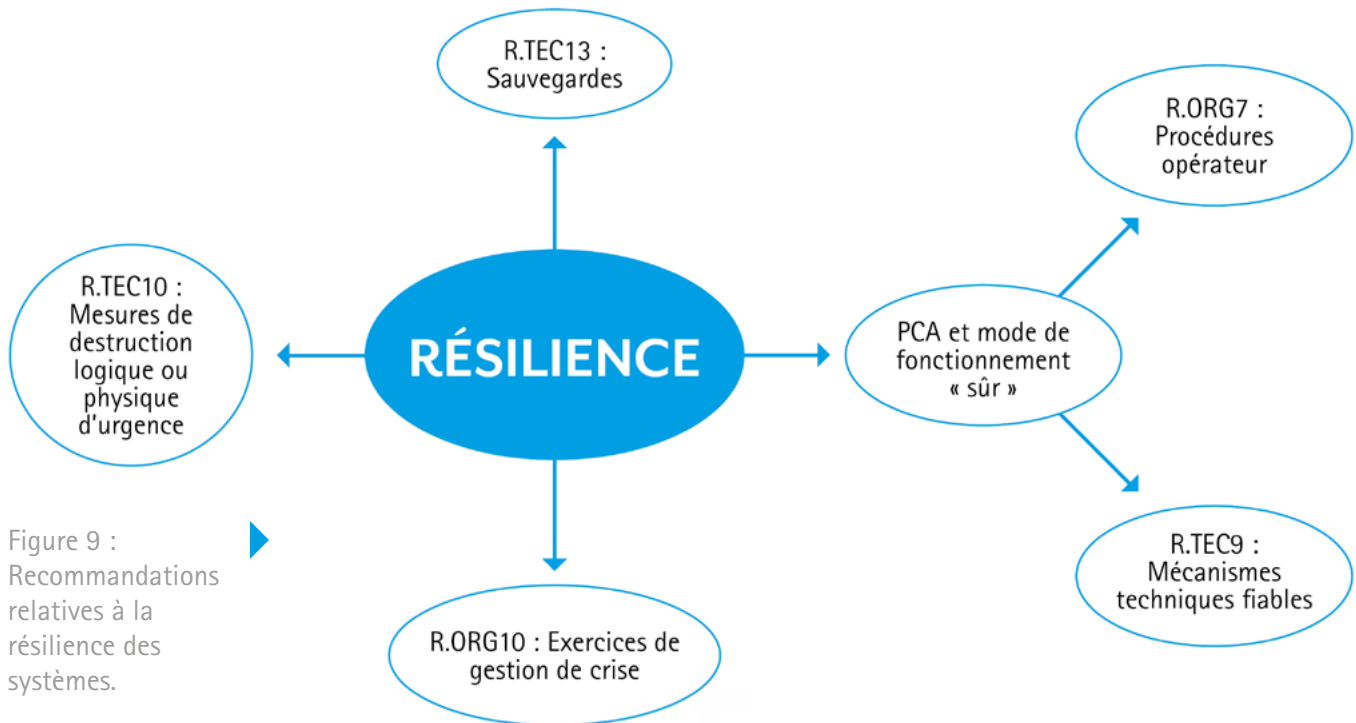 R.TEC13 :
Sauvegardes
R.ORG7 :
Procédures
opérateur
R.TEC10 :
Mesures de
destruction
logique ou
physique
d'urgence
RÉSILIENCE
PCA et mode de
fonctionnement
« sûr »
R.TEC9 :
Mécanismes
techniques fiables
R.ORG10 : Exercices de
gestion de crise
Figure 9 :
Recommandations
relatives à la
résilience des
systèmes.